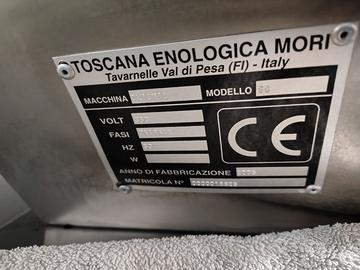 TOSCANA ENOLOGICA MORI
Tavarnelle Val di Pesa (FI) - Italy
MACCHINA
MODELLO
VOLT
FASI
HZ
W
CE
ANNO DI FABBRICAZIONE
MATRICOLA N°